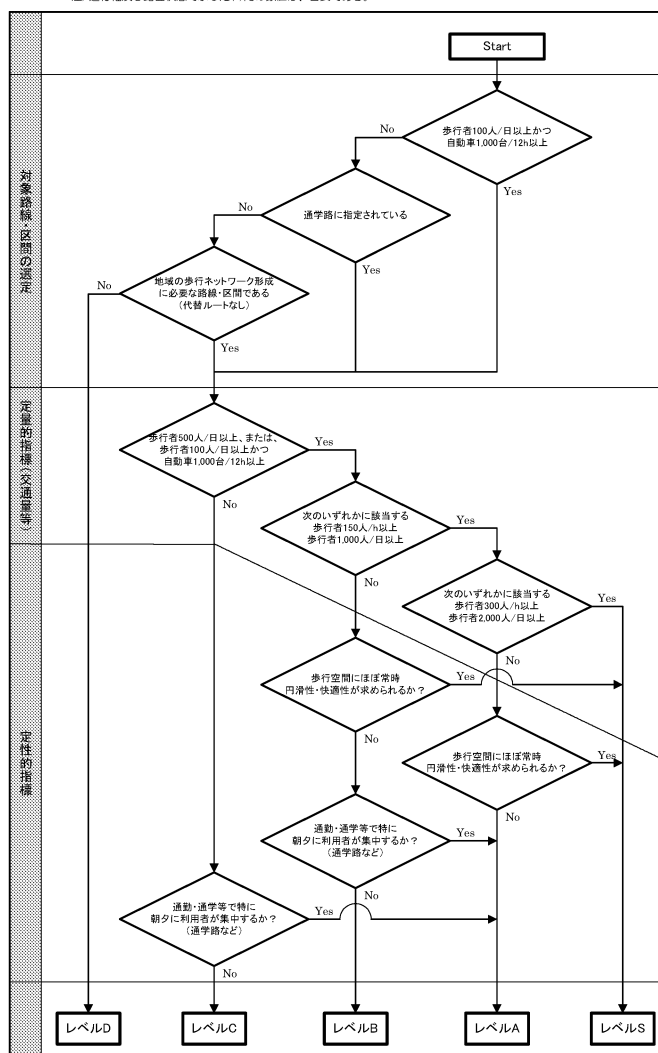 Start
対象路線・区間の選定
歩行者100人/日以上かつ
自動車1,000台/12h以上
No
Yes
通学路に指定されている
No
Yes
地域の歩行ネットワーク形成
に必要な路線・区間である
(代替ルートなし)
No
Yes
定量的指標(交通量等)
歩行者500人/日以上、または、
歩行者100人/日以上かつ
自動車1,000台/12h以上
Yes
No
次のいずれかに該当する
歩行者150人/h以上
歩行者1,000人/日以上
Yes
No
次のいずれかに該当する
歩行者300人/h以上
歩行者2,000人/日以上
Yes
No
定性的指標
歩行空間にほぼ常時
円滑性・快適性が求められるか?
Yes
No
歩行空間にほぼ常時
円滑性・快適性が求められるか?
Yes
No
通勤・通学等で特に
朝夕に利用者が集中するか?
(通学路など)
Yes
No
通勤・通学等で特に
朝夕に利用者が集中するか?
(通学路など)
Yes
No
レベルD
レベルC
レベルB
レベルA
レベルS